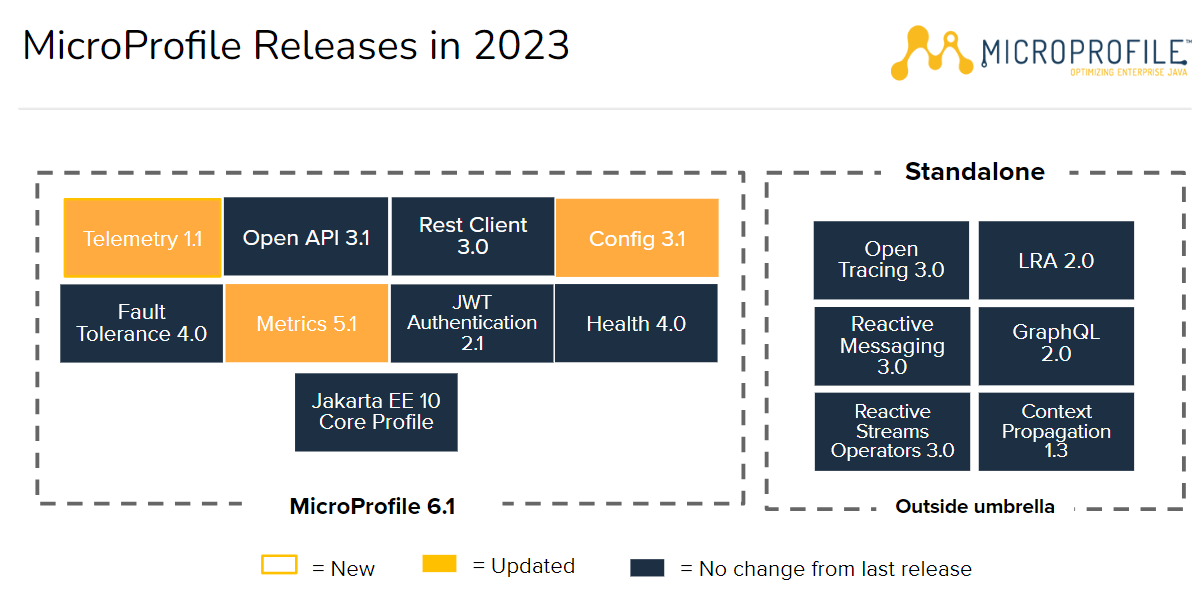 MicroProfile Releases in 2023
MICROPROFILE™
OPTIMIZING ENTERPRISE JAVA
Telemetry 1.1
Open API 3.1
Rest Client
3.0
Config 3.1
Fault
Tolerance 4.0
Metrics 5.1
JWT
Authentication
2.1
Health 4.0
Jakarta EE 10
Core Profile
MicroProfile 6.1
Standalone
Open
Tracing 3.0
LRA 2.0
Reactive
Messaging
3.0
GraphQL
2.0
Reactive
Streams
Operators 3.0
Context
Propagation
1.3
Outside umbrella
= New
= Updated
= No change from last release